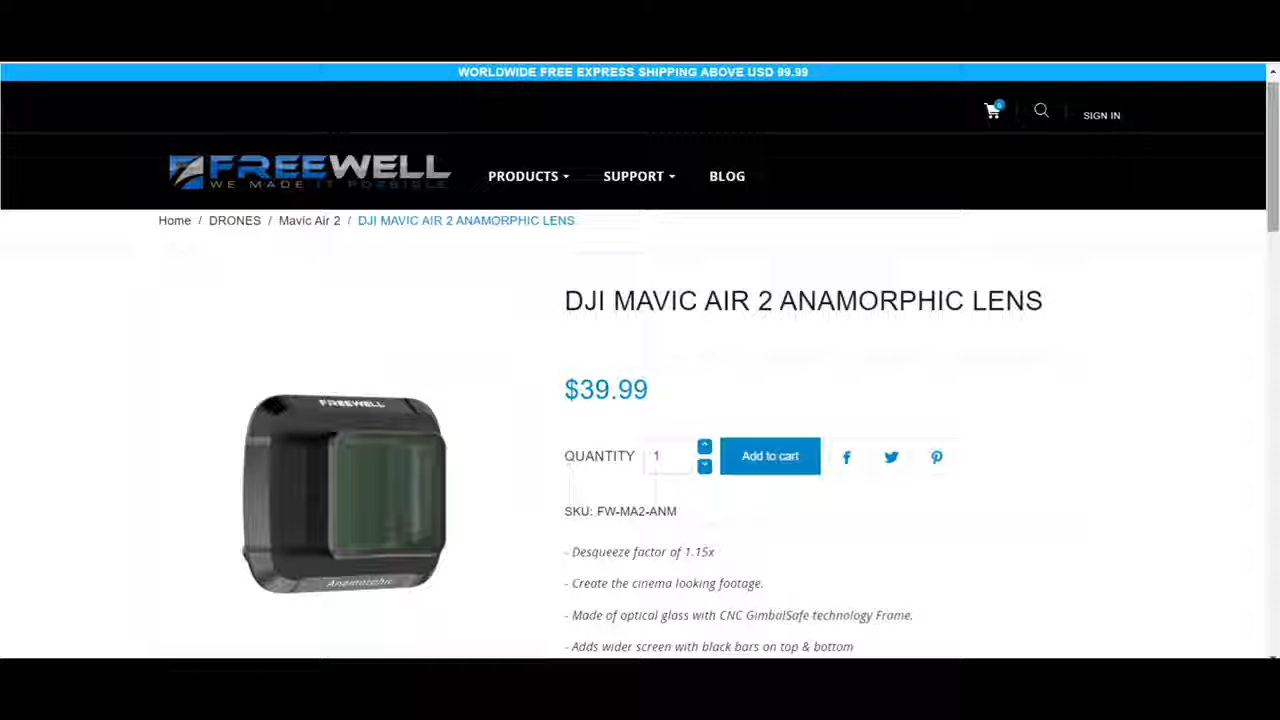 WORLDWIDE FREE EXPRESS SHIPPING ABOVE USD 99.99
SIGN IN
FREEWELL
WE MADE IT POSSIBLE
PRODUCTS
SUPPORT
BLOG
Home / DRONES / Mavic Air 2 / DJI MAVIC AIR 2 ANAMORPHIC LENS
DJI MAVIC AIR 2 ANAMORPHIC LENS
$39.99
FREEWELL
QUANTITY 1 Add to cart
SKU: FW-MA2-ANM
- Desqueeze factor of 1.15x
Anamorphic
- Create the cinema looking footage.
- Made of optical glass with CNC GimbalSafe technology Frame.
- Adds wider screen with black bars on top & bottom